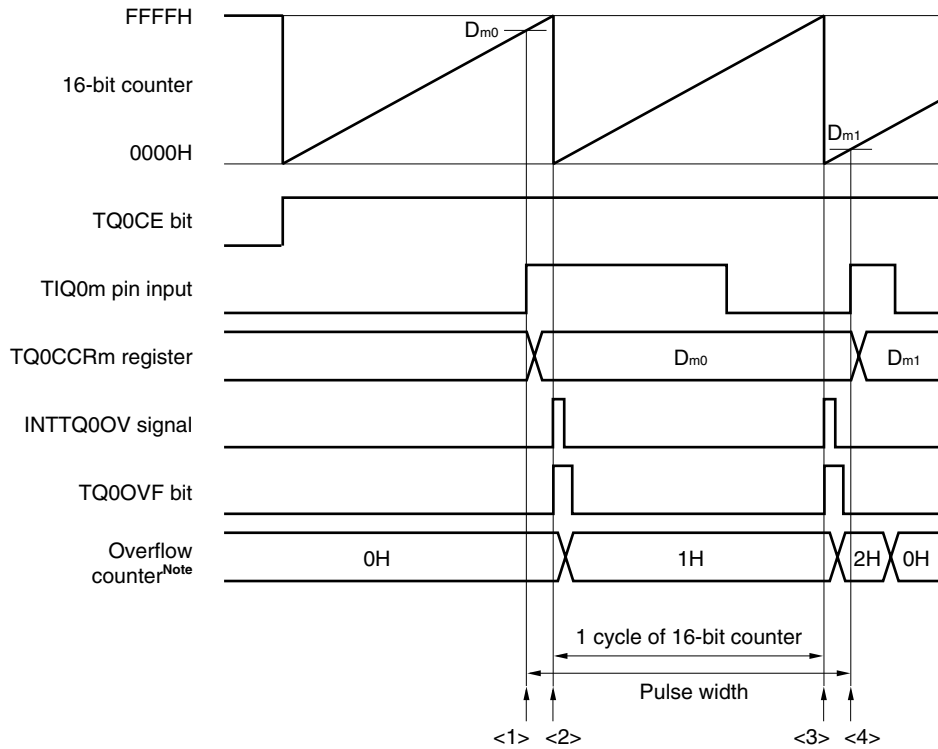 FFFFH
Dm0
16-bit counter
0000H
Dm1
TQ0CE bit
TIQ0m pin input
TQ0CCRm register
Dm0
Dm1
INTTQ0OV signal
TQ0OVF bit
Overflow
counterNote
0H
1H
2H
0H
1 cycle of 16-bit counter
Pulse width
<1>
<2>
<3>
<4>